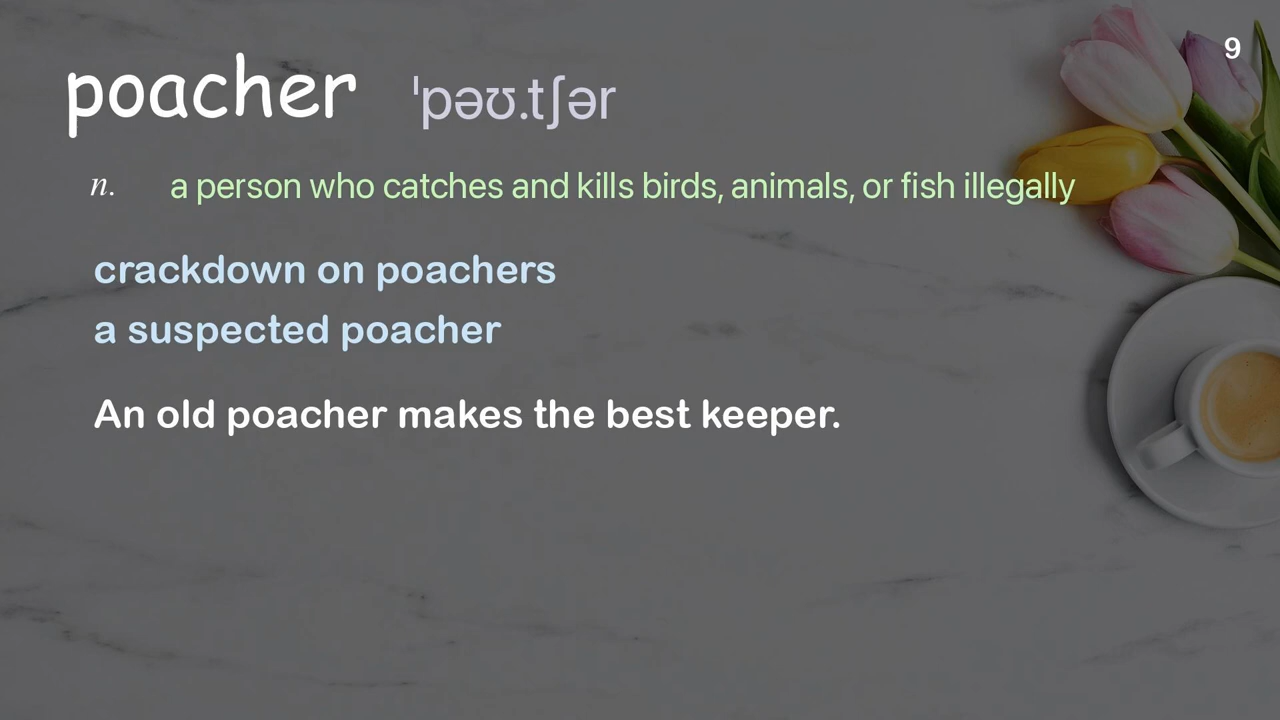 9
poacher ˈpəʊ.tʃər
n. a person who catches and kills birds, animals, or fish illegally
crackdown on poachers
a suspected poacher
An old poacher makes the best keeper.